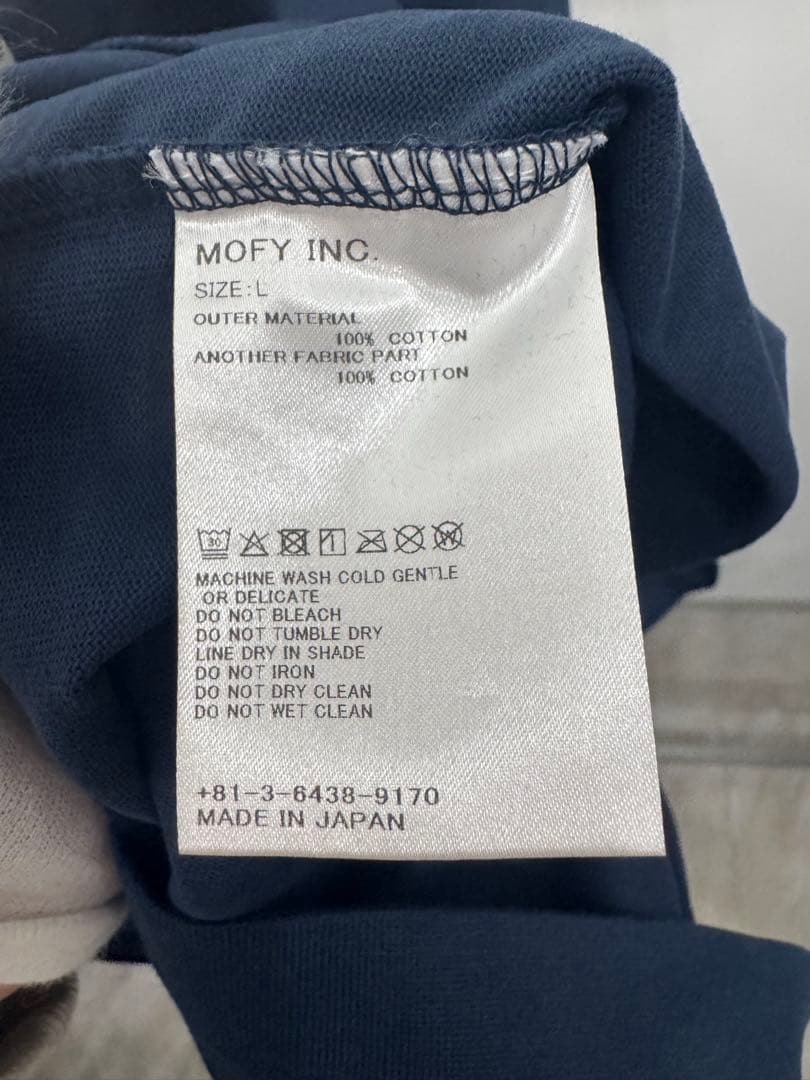 MOFY INC.
SIZE:L
OUTER MATERIAL
100% COTTON
ANOTHER FABRIC PART
100% COTTON
30 W
MACHINE WASH COLD GENTLE
OR DELICATE
DO NOT BLEACH
DO NOT TUMBLE DRY
LINE DRY IN SHADE
DO NOT IRON
DO NOT DRY CLEAN
DO NOT WET CLEAN
+81-3-6438-9170
MADE IN JAPAN